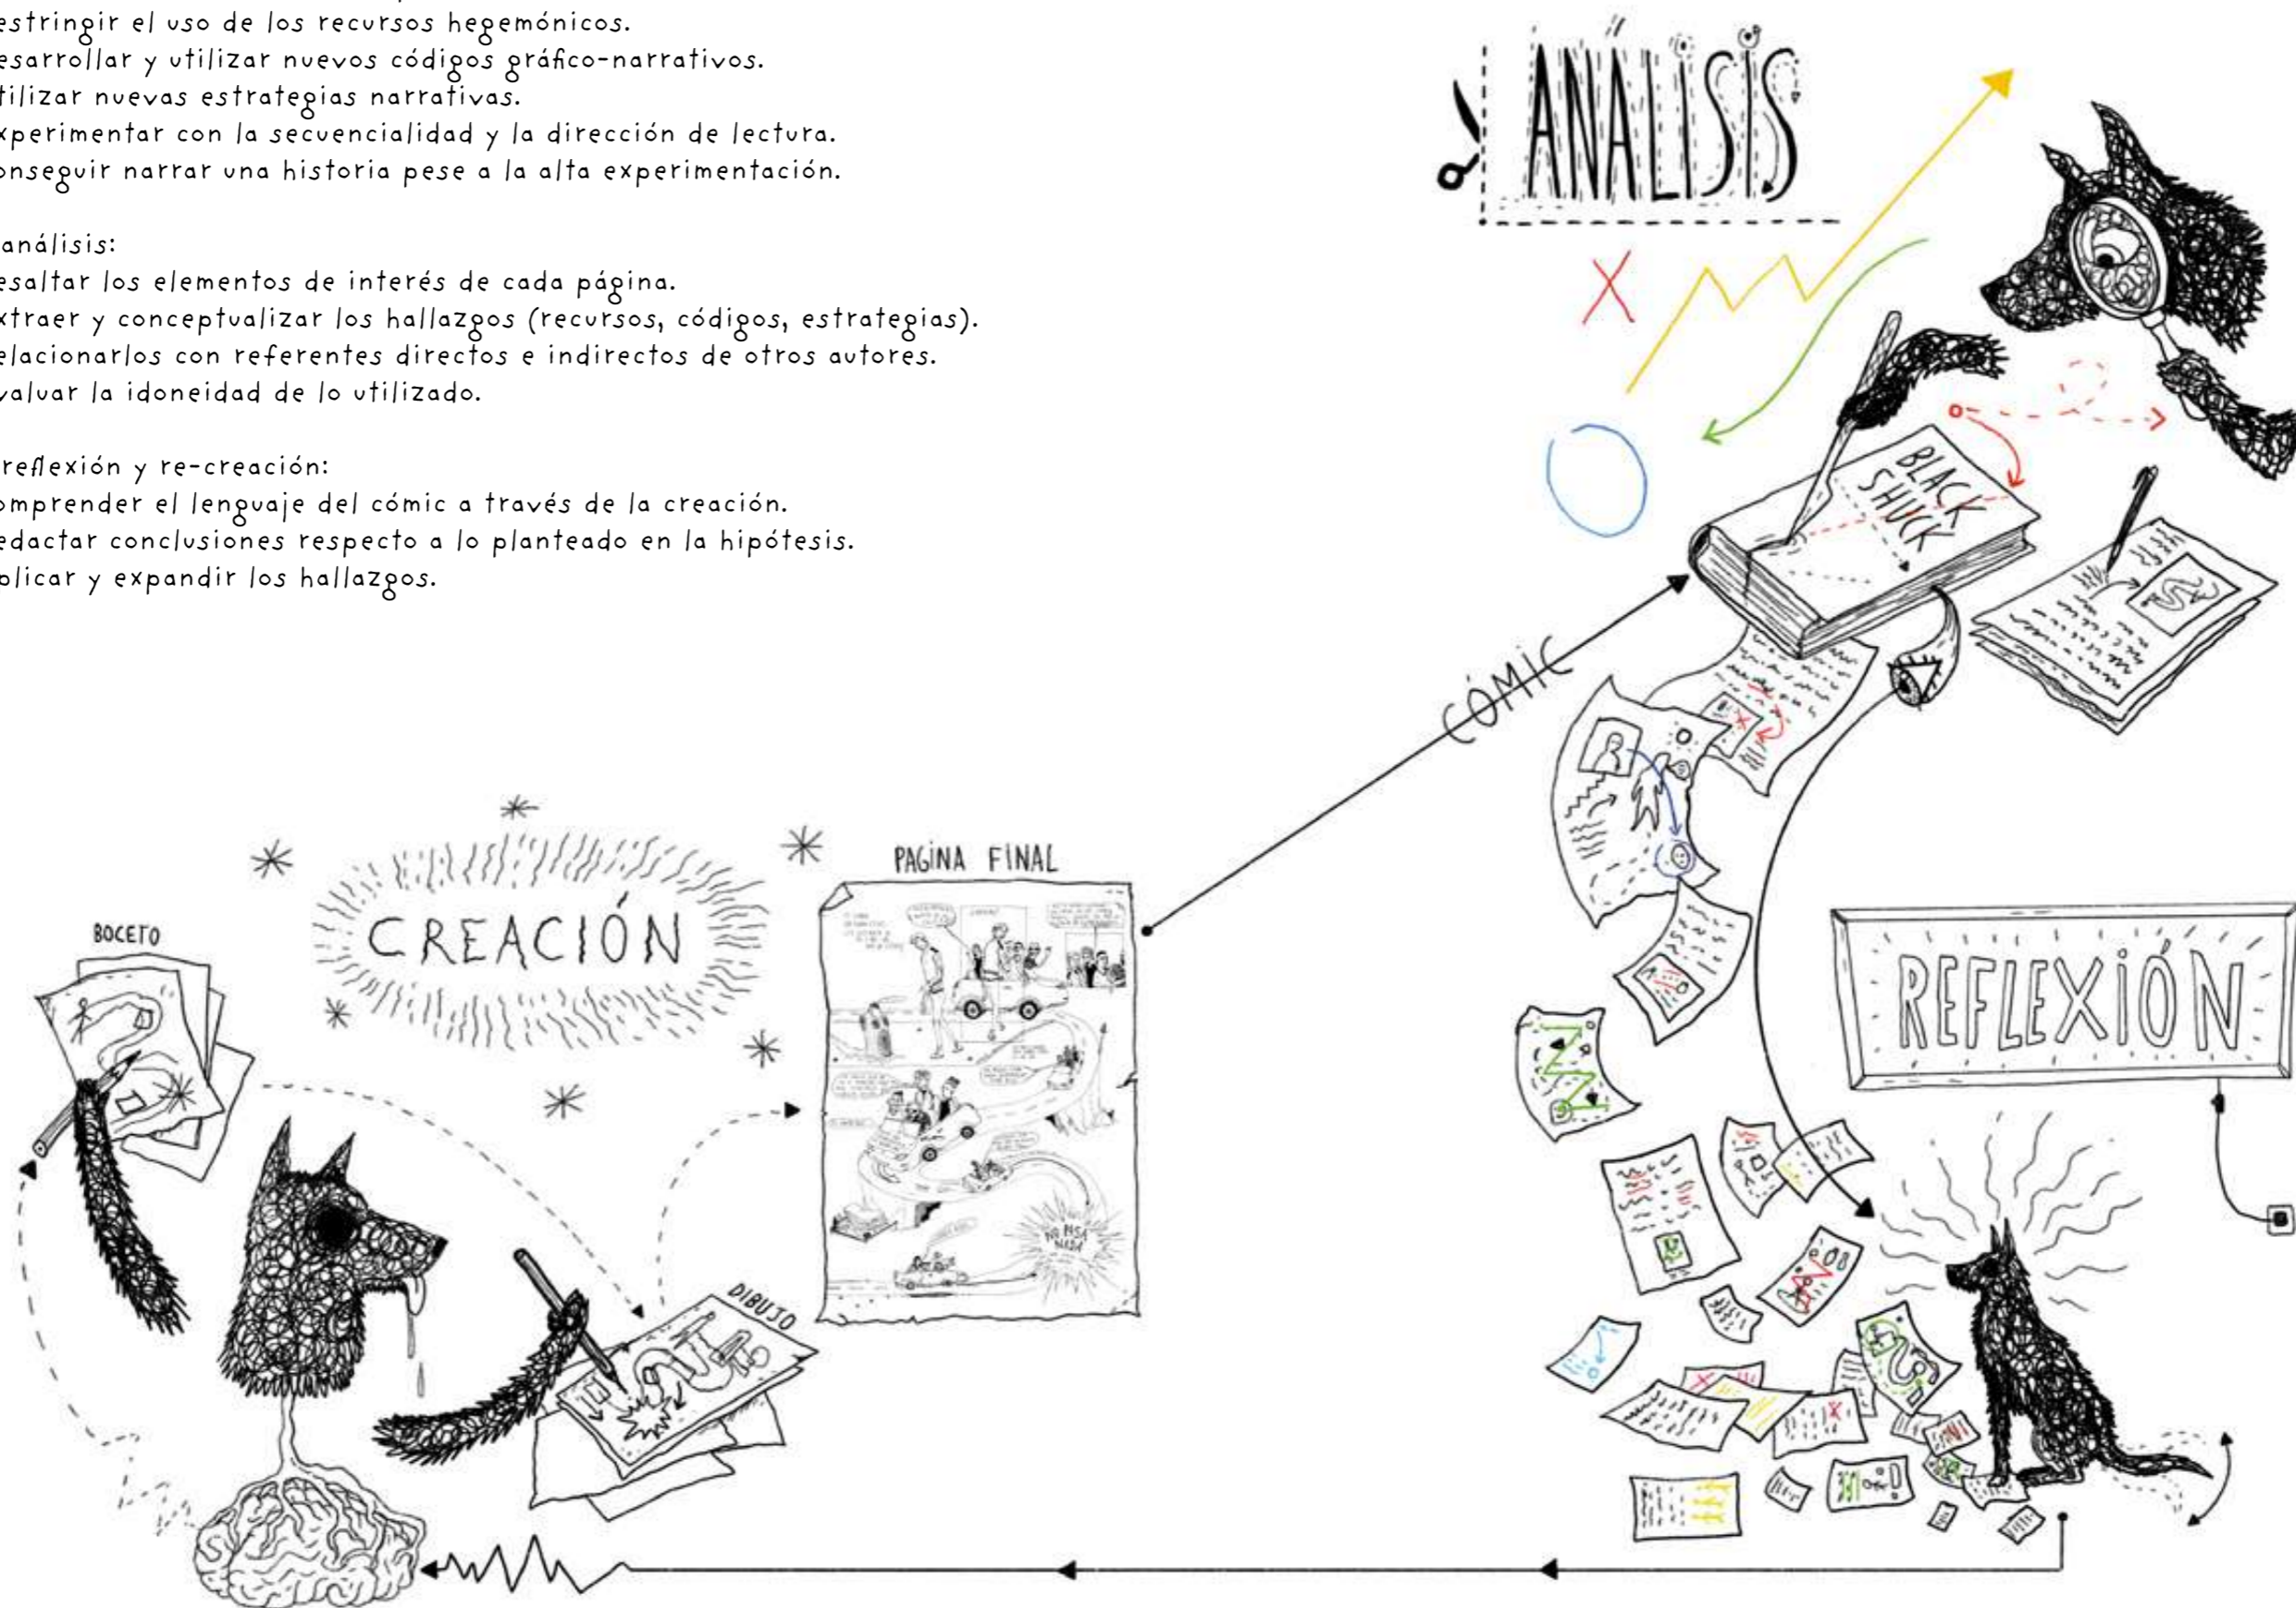 estringir el uso de los recursos hegemónicos.
esarrollar y utilizar nuevos códigos gráfico-narrativos.
tilizar nuevas estrategias narrativas.
xperimentar con la secuencialidad y la dirección de lectura.
onseguir narrar una historia pese a la alta experimentación.
análisis:
esaltar los elementos de interés de cada página.
xtraer y conceptualizar los hallazgos (recursos, códigos, estrategias).
elacionarlos con referentes directos e indirectos de otros autores.
valuar la idoneidad de lo utilizado.
reflexión y re-creación:
omprender el lenguaje del cómic a través de la creación.
edactar conclusiones respecto a lo planteado en la hipótesis.
plicar y expandir los hallazgos.
ANÁLISIS
BLACK
SHUCK
CÓMIC
PAGINA FINAL
BOCETO
CREACIÓN
REFLEXIÓN
NO PASA
NADA
DIBUJO